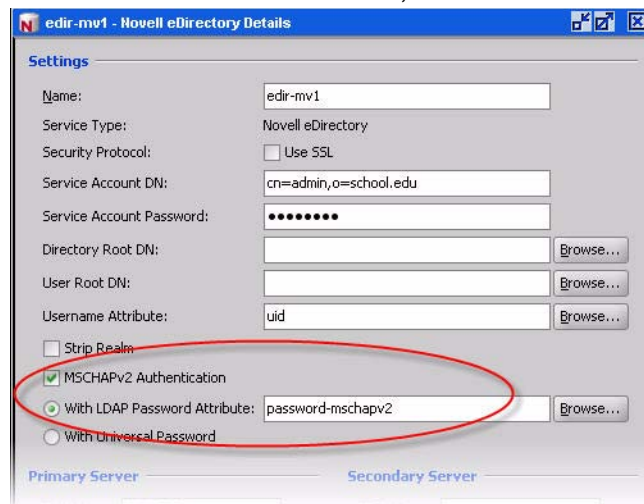 edir-mv1 - Novell eDirectory Details
Settings
Name: edir-mv1
Service Type: Novell eDirectory
Security Protocol: Use SSL
Service Account DN: cn=admin,o=school.edu
Service Account Password: ●●●●●●●●
Directory Root DN: Browse...
User Root DN: Browse...
Username Attribute: uid Browse...
Strip Realm
MSCHAPv2 Authentication
With LDAP Password Attribute: password-mschapv2 Browse...
With Universal Password
Primary Server Secondary Server